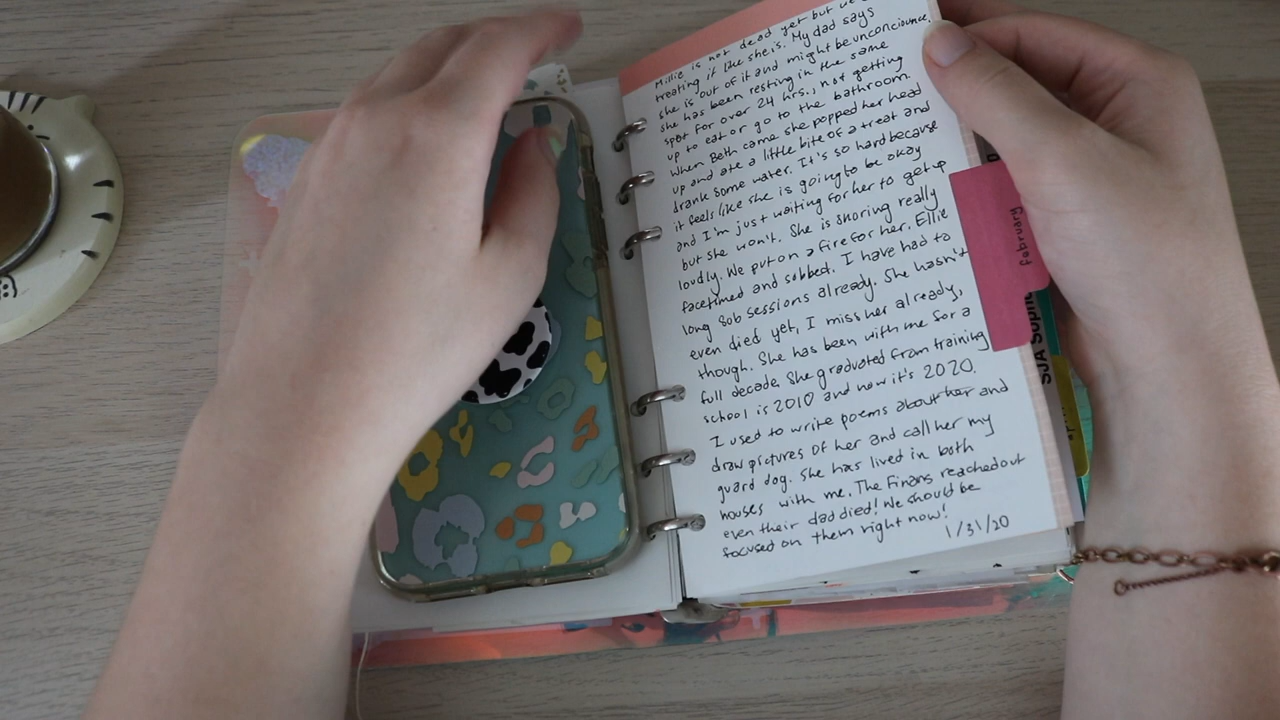 Millie is not dead yet but we
treating it like she is. My dad says
she is out of it and might be unconciounce.
she has been resting in the same
spot for over 24 hrs., not getting
up to eat or go to the bathroom.
When Beth came she popped her head
up and ate a little bite of a treat and
drank some water. It's so hard because
it feels like she is going to be okay
and I'm just waiting for her to get up
but she won't. She is snoring really
loudly. We put on a fire for her. Ellie
facetimed and sobbed. I have had to
long sob sessions already. She hasn't
even died yet, I miss her already,
though. She has been with me for a
full decade. She graduated from training
school is 2010 and now it's 2020.
I used to write poems about her and
draw pictures of her and call her my
guard dog. She has lived in both
houses with me. The Finans reached out
even their dad died! We should be
focused on them right now!
1/31/20
February
SJA Sopho